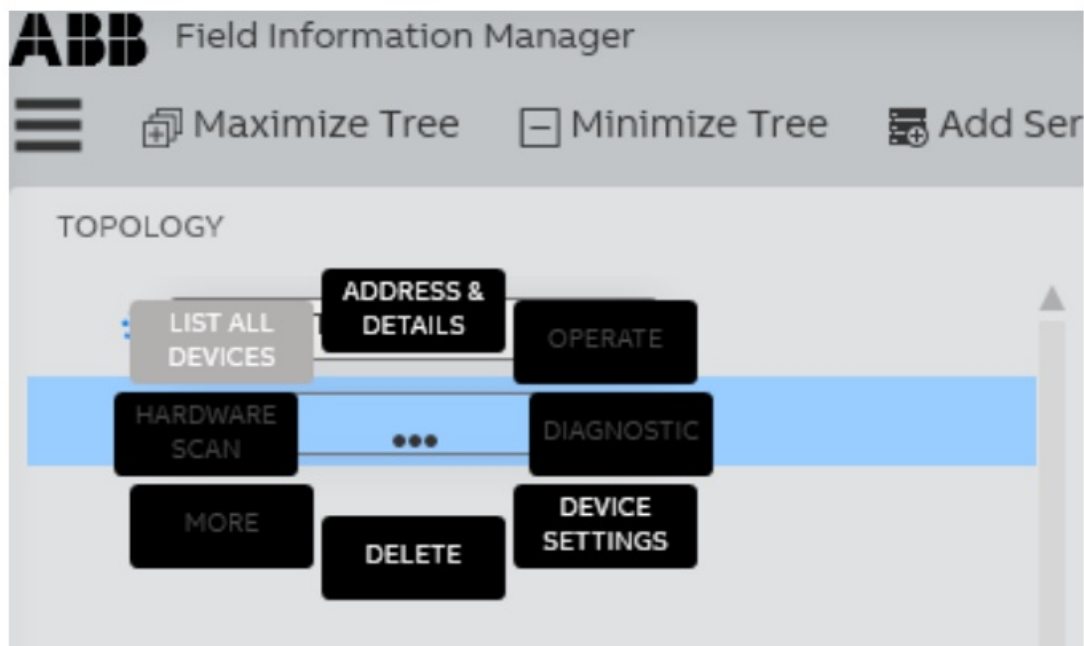 ABB Field Information Manager
Maximize Tree Minimize Tree Add Ser
TOPOLOGY
ADDRESS &
DETAILS
LIST ALL
DEVICES
OPERATE
HARDWARE
SCAN
DIAGNOSTIC
MORE
DEVICE
SETTINGS
DELETE